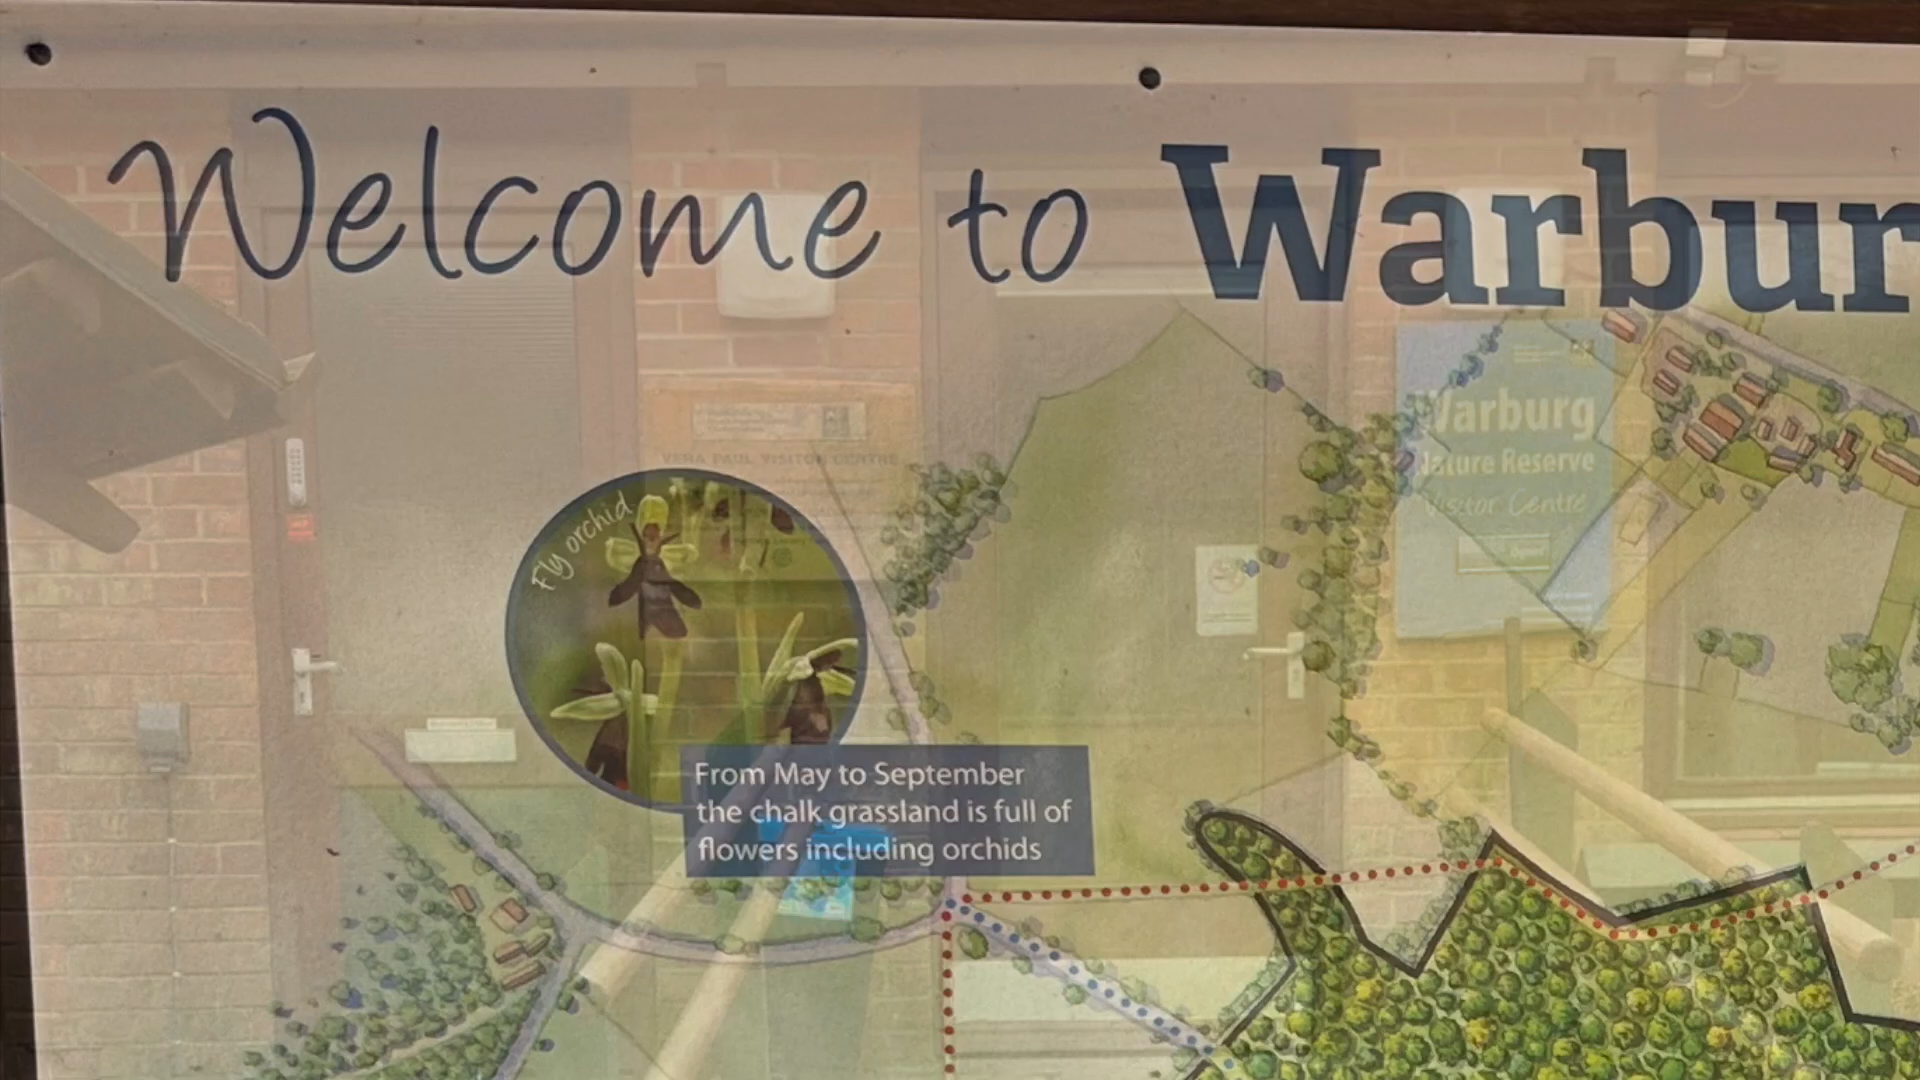 Welcome to Warbur
VERA PAUL VISITOR CENTRE
Warburg
Nature Reserve
Visitor Centre
Fly orchid
From May to September
the chalk grassland is full of
flowers including orchids